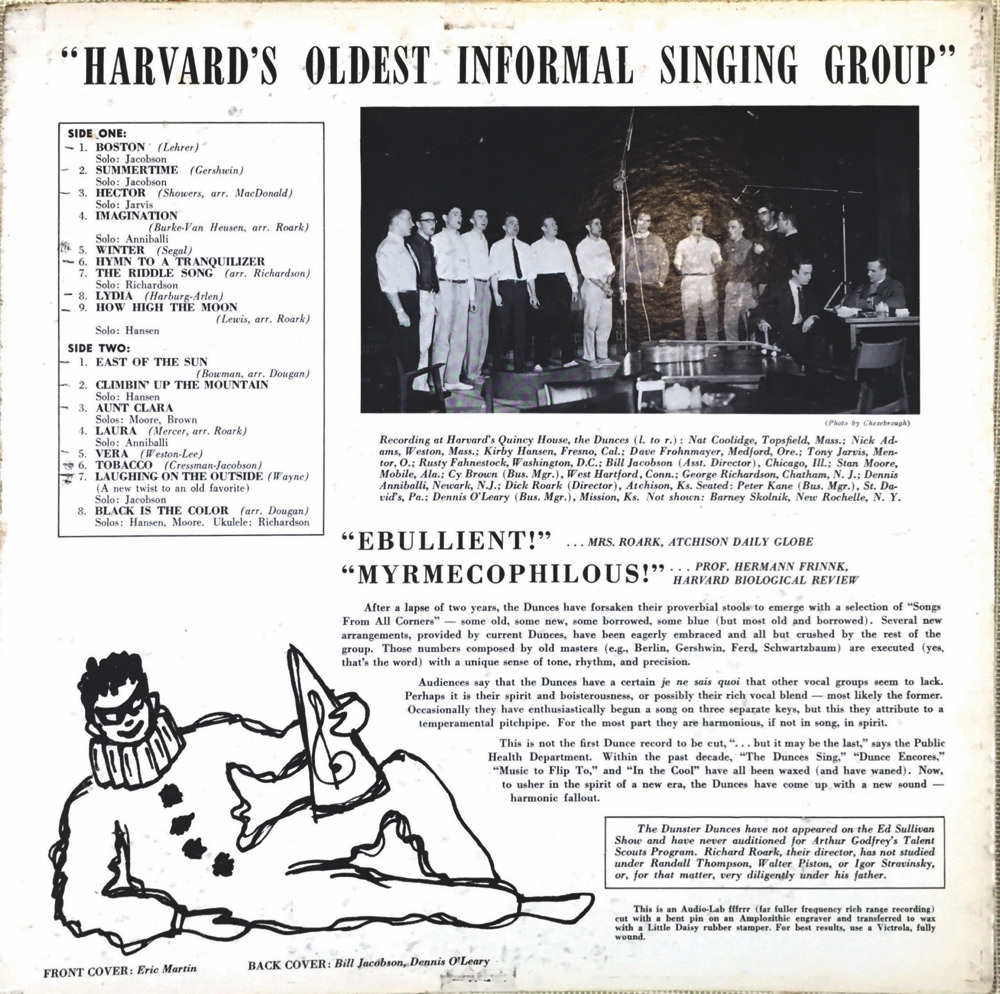 “HARVARD’S OLDEST INFORMAL SINGING GROUP”
SIDE ONE:
1. BOSTON (Lehrer)
Solo: Jacobson
2. SUMMERTIME (Gershwin)
Solo: Jacobson
3. HECTOR (Showers, arr. MacDonald)
Solo: Jarvis
4. IMAGINATION
(Burke-Van Heusen, arr. Roark)
Solo: Anniballi
5. WINTER (Segal)
6. HYMN TO A TRANQUILIZER
7. THE RIDDLE SONG (arr. Richardson)
Solo: Richardson
8. LYDIA (Harburg-Arlen)
9. HOW HIGH THE MOON
(Lewis, arr. Roark)
Solo: Hansen
SIDE TWO:
1. EAST OF THE SUN
(Bowman, arr. Dougan)
2. CLIMBIN’ UP THE MOUNTAIN
Solo: Hansen
3. AUNT CLARA
Solos: Moore, Brown
4. LAURA (Mercer, arr. Roark)
Solo: Anniballi
5. VERA (Weston-Lee)
6. TOBACCO (Cressman-Jacobson)
7. LAUGHING ON THE OUTSIDE (Wayne)
(A new twist to an old favorite)
Solo: Jacobson
8. BLACK IS THE COLOR (arr. Dougan)
Solos: Hansen, Moore. Ukulele: Richardson
(Photo by Chesebrough)
Recording at Harvard’s Quincy House, the Dunces (l. to r.) : Nat Coolidge, Topsfield, Mass.; Nick Ad-
ams, Weston, Mass.; Kirby Hansen, Fresno, Cal.; Dave Frohnmayer, Medford, Ore.; Tony Jarvis, Men-
tor, O.; Rusty Fahnestock, Washington, D.C.; Bill Jacobson (Asst. Director), Chicago, Ill.; Stan Moore,
Mobile, Ala.; Cy Brown (Bus. Mgr.), West Hartford, Conn.; George Richardson, Chatham, N. J.; Dennis
Anniballi, Newark, N.J.; Dick Roark (Director), Atchison, Ks. Seated: Peter Kane (Bus. Mgr.), St. Da-
vid’s, Pa.; Dennis O’Leary (Bus. Mgr.), Mission, Ks. Not shown: Barney Skolnik, New Rochelle, N. Y.
“EBULLIENT!” . . . MRS. ROARK, ATCHISON DAILY GLOBE
“MYRMECOPHILOUS!” . . . PROF. HERMANN FRINNK,
HARVARD BIOLOGICAL REVIEW
After a lapse of two years, the Dunces have forsaken their proverbial stools to emerge with a selection of “Songs
From All Corners” — some old, some new, some borrowed, some blue (but most old and borrowed). Several new
arrangements, provided by current Dunces, have been eagerly embraced and all but crushed by the rest of the
group. Those numbers composed by old masters (e.g., Berlin, Gershwin, Ferd, Schwartzbaum) are executed (yes,
that’s the word) with a unique sense of tone, rhythm, and precision.
Audiences say that the Dunces have a certain je ne sais quoi that other vocal groups seem to lack.
Perhaps it is their spirit and boisterousness, or possibly their rich vocal blend — most likely the former.
Occasionally they have enthusiastically begun a song on three separate keys, but this they attribute to a
temperamental pitchpipe. For the most part they are harmonious, if not in song, in spirit.
This is not the first Dunce record to be cut, “. . . but it may be the last,” says the Public
Health Department. Within the past decade, “The Dunces Sing,” “Dunce Encores,”
“Music to Flip To,” and “In the Cool” have all been waxed (and have waned). Now,
to usher in the spirit of a new era, the Dunces have come up with a new sound —
harmonic fallout.
The Dunster Dunces have not appeared on the Ed Sullivan
Show and have never auditioned for Arthur Godfrey’s Talent
Scouts Program. Richard Roark, their director, has not studied
under Randall Thompson, Walter Piston, or Igor Stravinsky,
or, for that matter, very diligently under his father.
This is an Audio-Lab fffrrr (far fuller frequency rich range recording)
cut with a bent pin on an Amplozithic engraver and transferred to wax
with a Little Daisy rubber stamper. For best results, use a Victrola, fully
wound.
FRONT COVER: Eric Martin
BACK COVER: Bill Jacobson, Dennis O’Leary